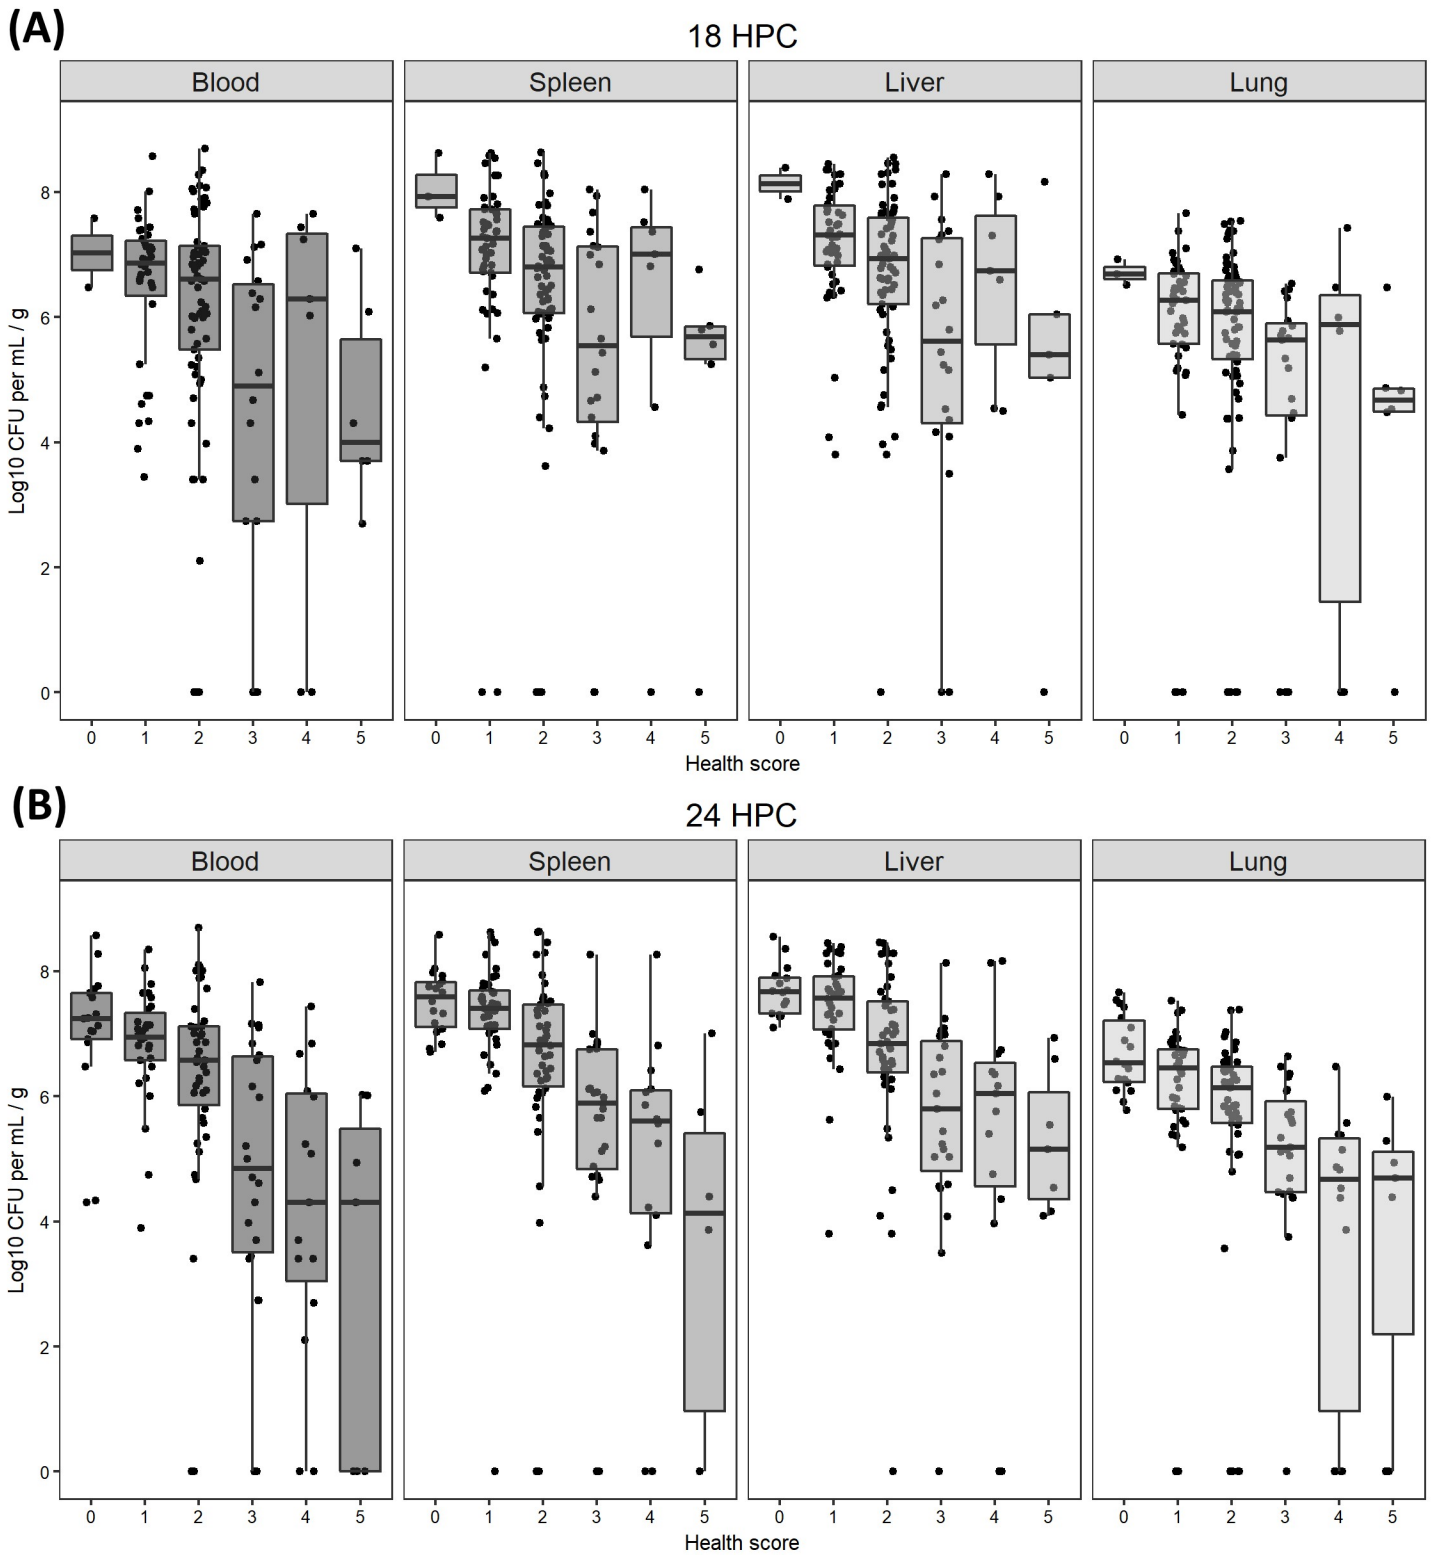 (A)
18 HPC
Blood Spleen Liver Lung
Log10 CFU per mL / g
8
6
4
2
0
0 1 2 3 4 5 0 1 2 3 4 5 0 1 2 3 4 5 0 1 2 3 4 5
Health score
(B)
24 HPC
Blood Spleen Liver Lung
Log10 CFU per mL / g
8
6
4
2
0
0 1 2 3 4 5 0 1 2 3 4 5 0 1 2 3 4 5 0 1 2 3 4 5
Health score